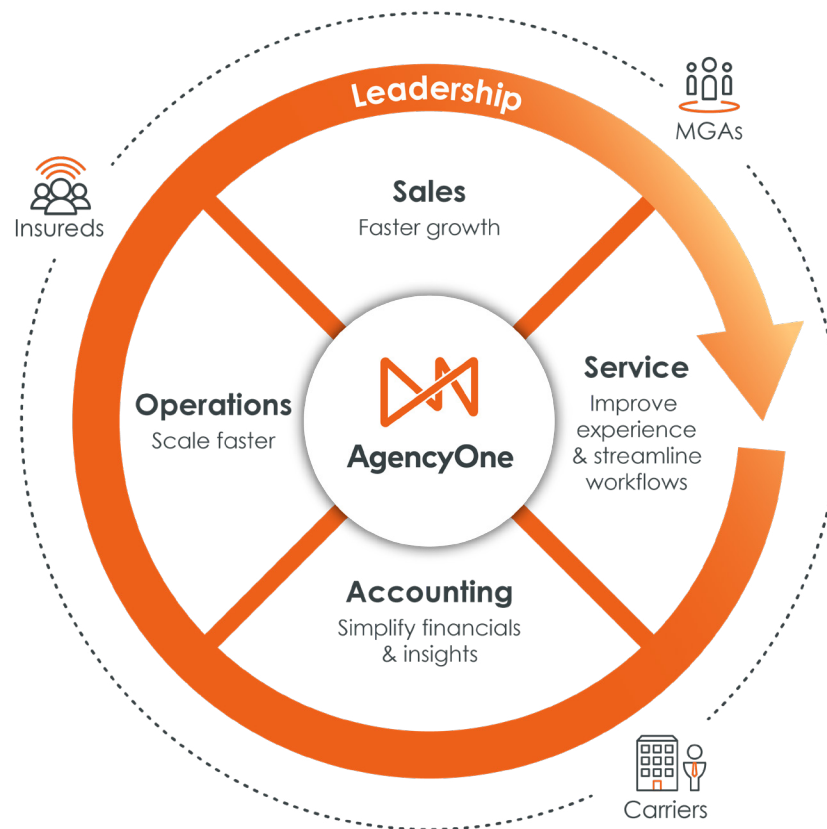 Leadership
MGAs
Insureds
Sales
Faster growth
Service
Improve
experience
& streamline
workflows
Operations
Scale faster
AgencyOne
Accounting
Simplify financials
& insights
Carriers